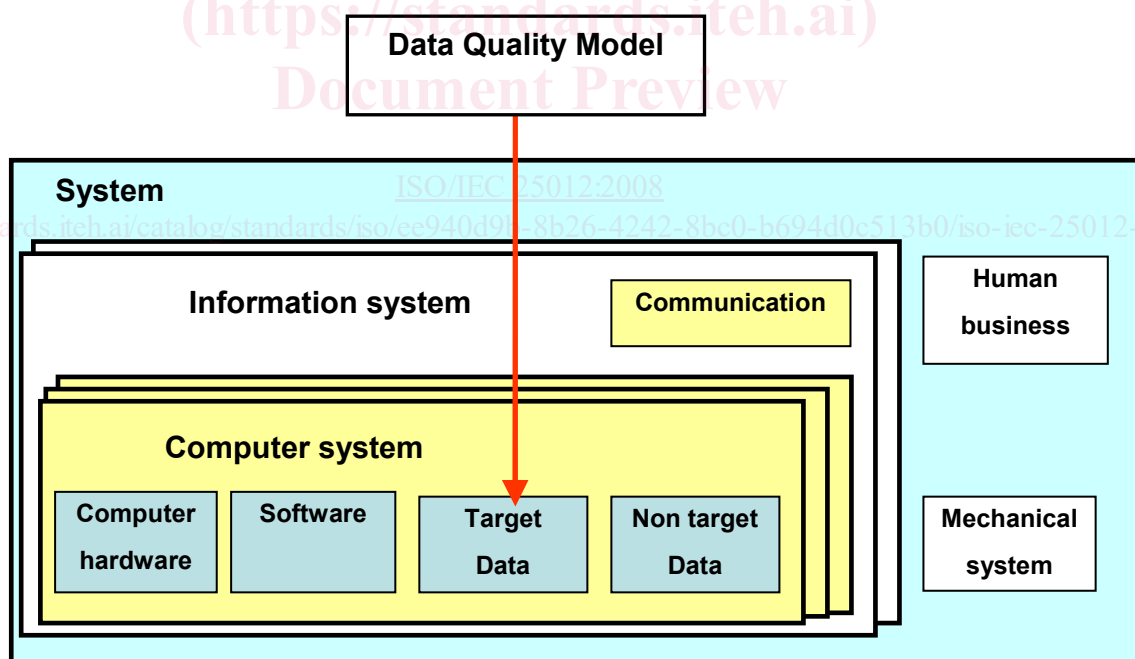 (https://standards.iteh.ai)
Data Quality Model
Document Preview
System
ISO/IEC 25012:2008
rds.iteh.ai/catalog/standards/iso/ee940d9b-8b26-4242-8bc0-b694d0c513b0/iso-iec-25012-
Information system
Communication
Human
business
Computer system
Computer
hardware
Software
Target
Data
Non target
Data
Mechanical
system